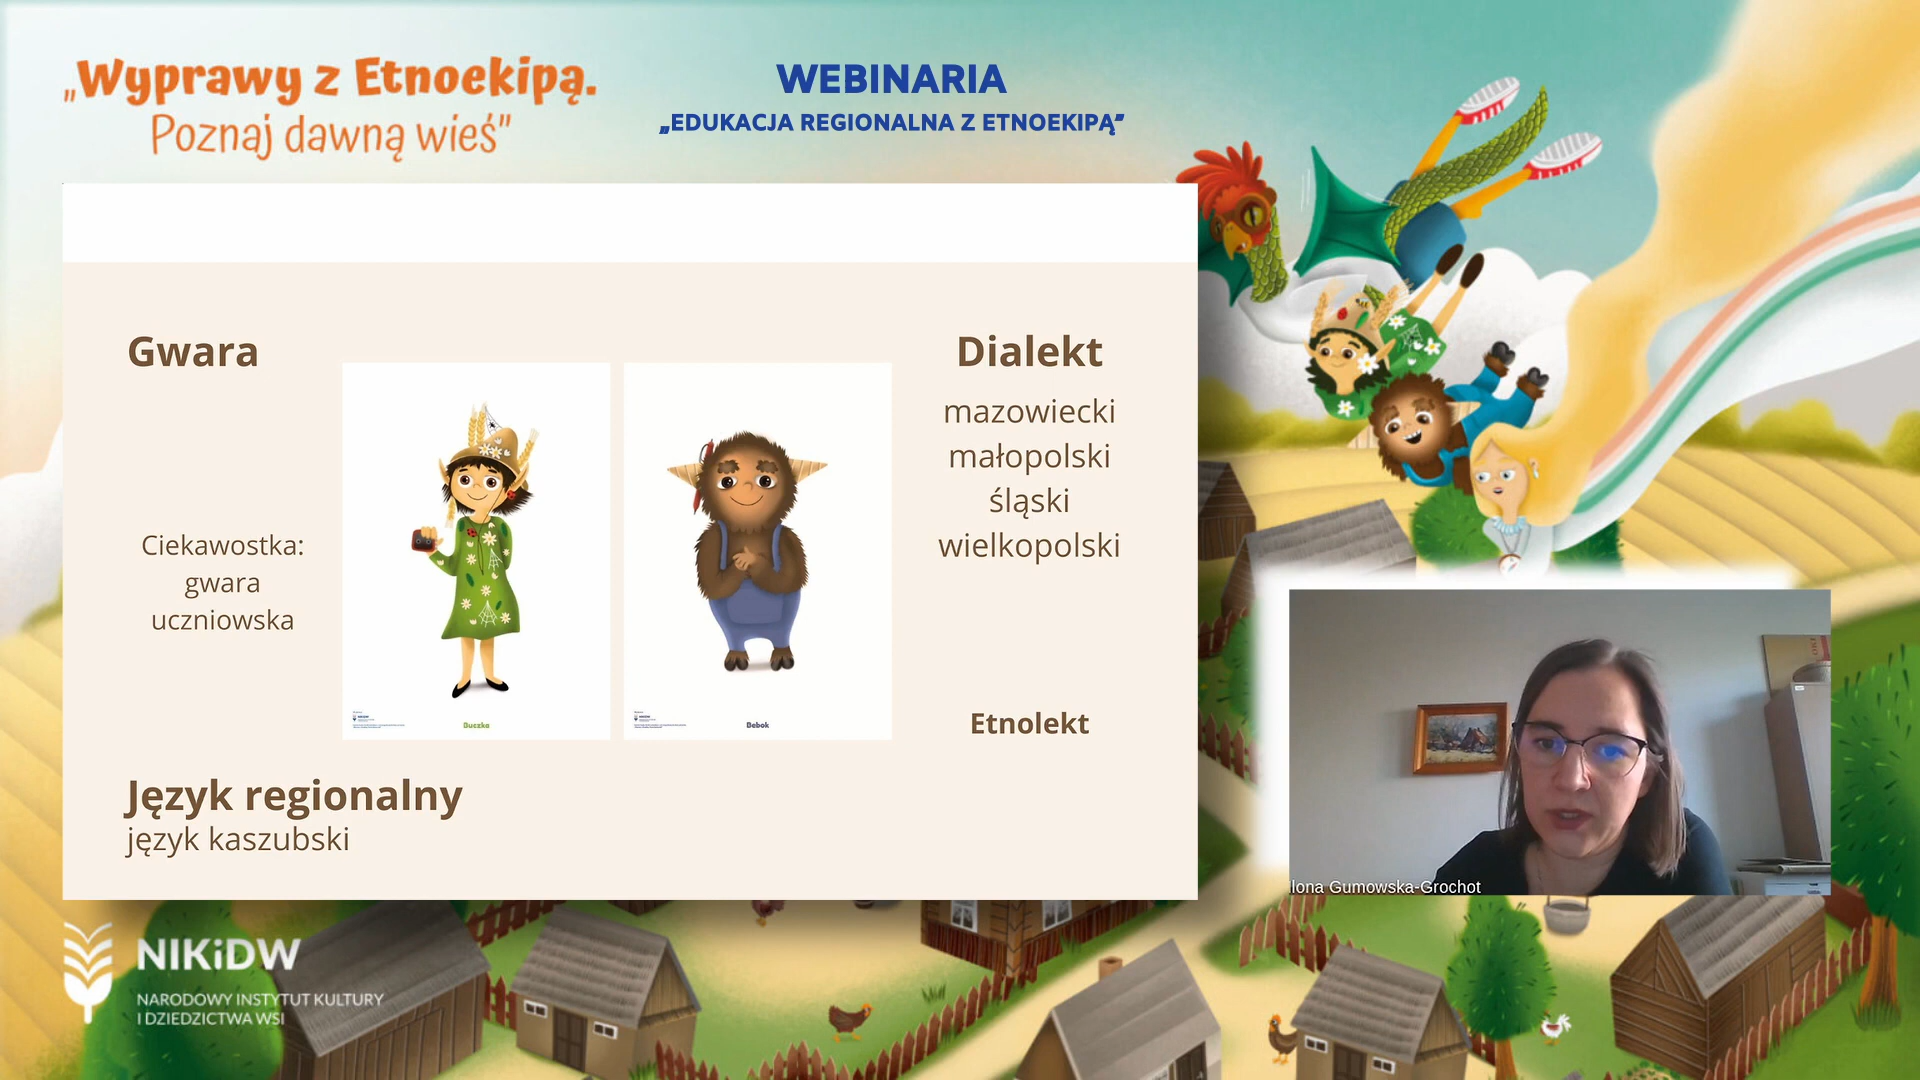 „Wyprawy z Etnoekipą.
Poznaj dawną wieś”
WEBINARIA
„EDUKACJA REGIONALNA Z ETNOEKIPĄ”
Gwara
Ciekawostka:
gwara
uczniowska
Buczka
Bebok
Dialekt
mazowiecki
małopolski
śląski
wielkopolski
Etnolekt
Język regionalny
język kaszubski
Ilona Gumowska-Grochot
NIKiDW
NARODOWY INSTYTUT KULTURY
I DZIEDZICTWA WSI